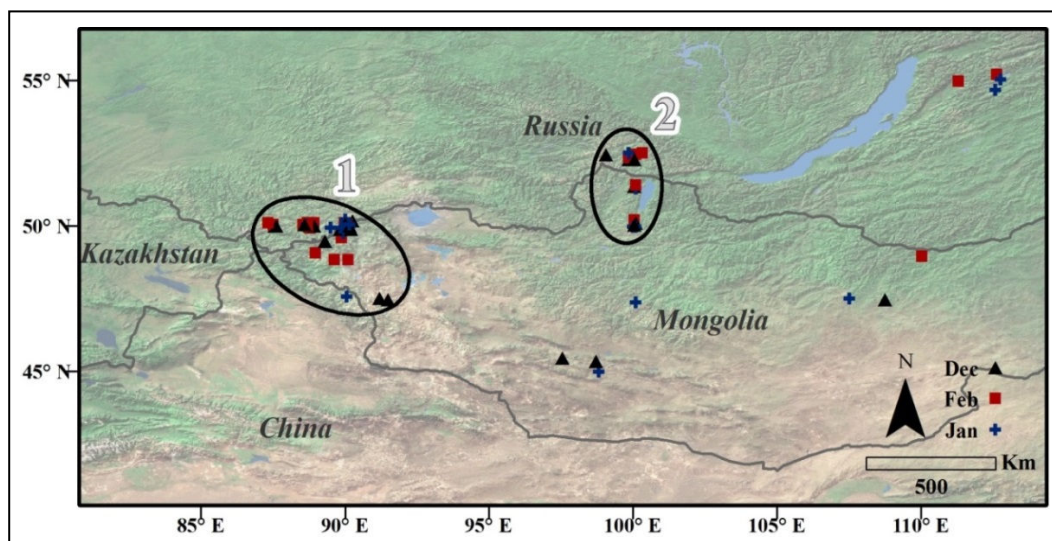 55° N
50° N
45° N
Russia
2
1
Kazakhstan
Mongolia
China
N
Dec
Feb
Jan
Km
500
85° E
90° E
95° E
100° E
105° E
110° E